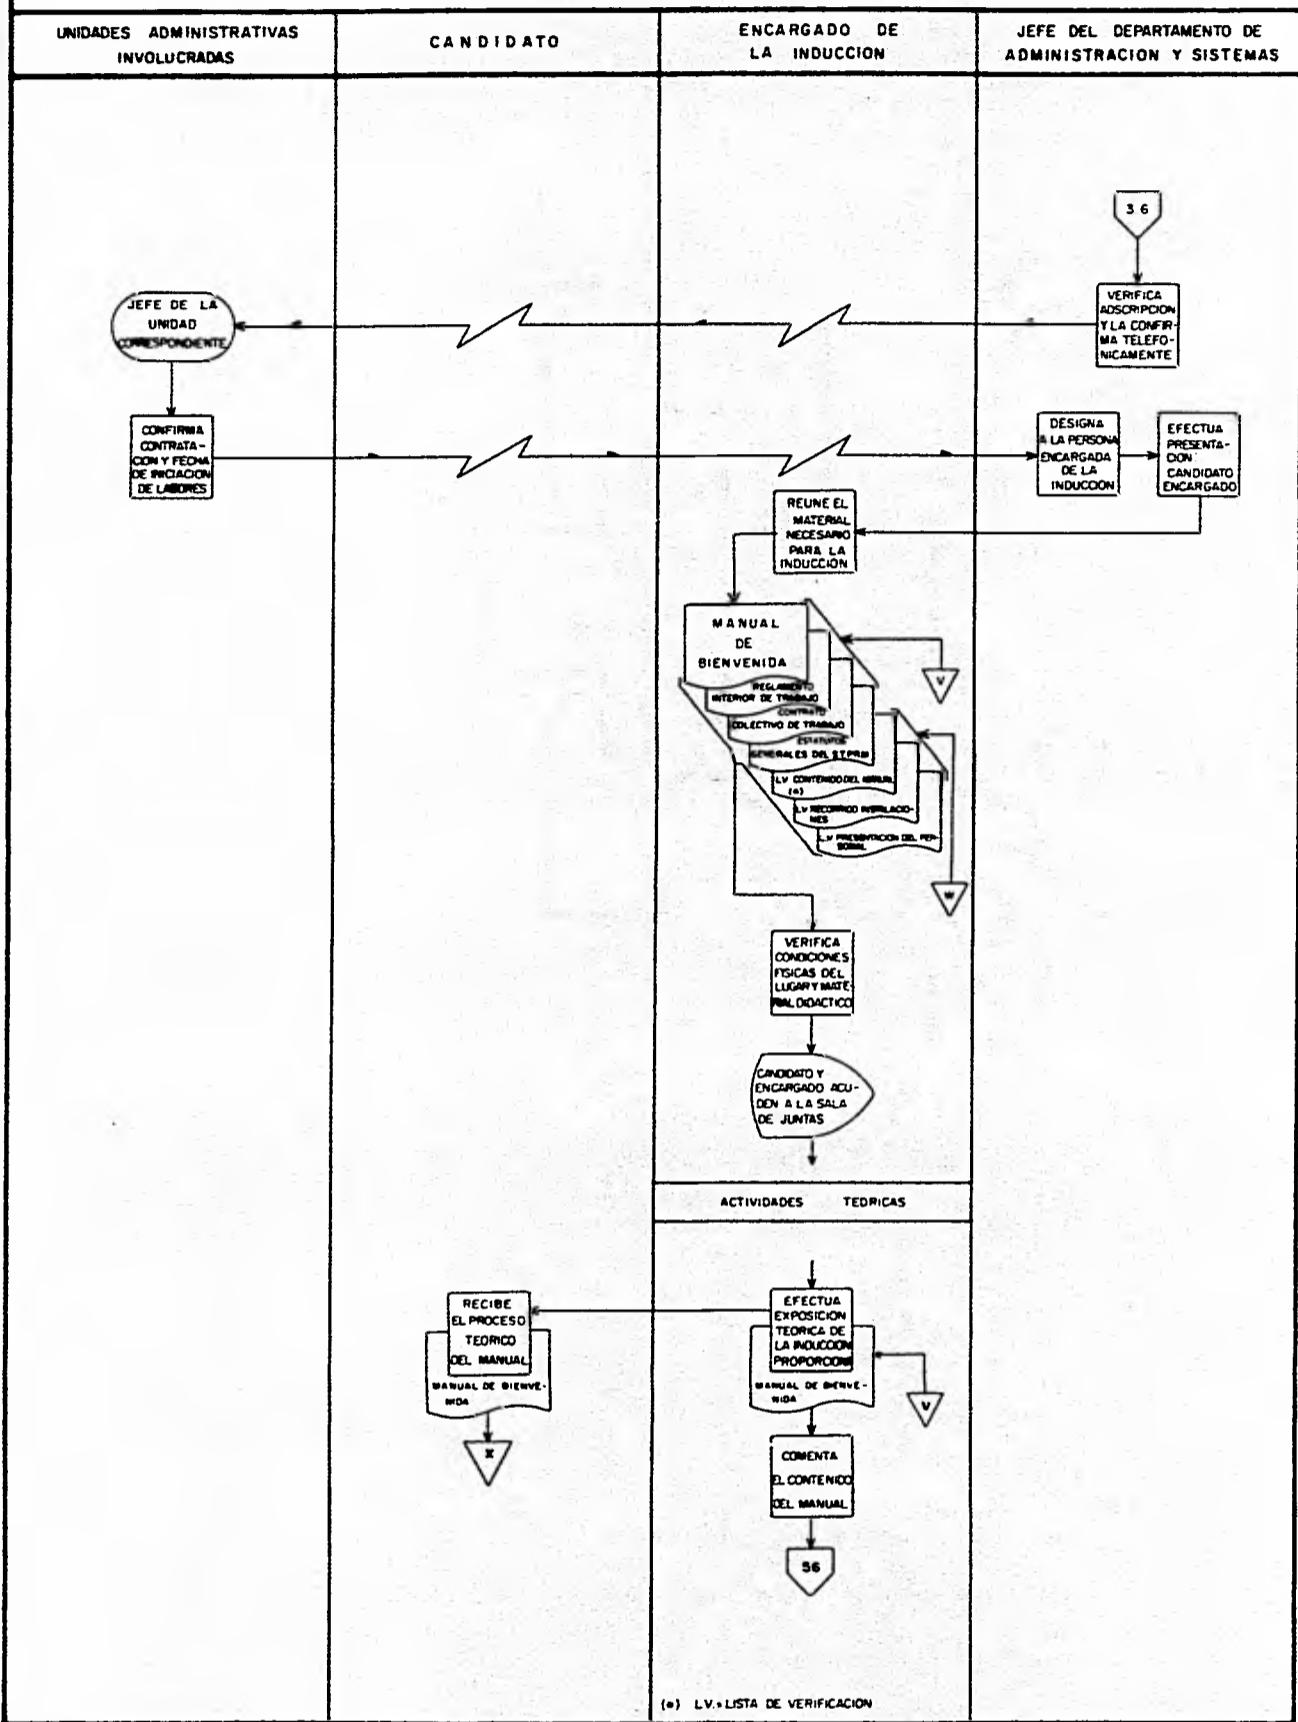 UNIDADES ADMINISTRATIVAS
INVOLUCRADAS
CANDIDATO
ENCARGADO DE
LA INDUCCION
JEFE DEL DEPARTAMENTO DE
ADMINISTRACION Y SISTEMAS
36
VERIFICA
ADSCRIPCION
Y LA CONFIR-
MA TELEFO-
NICAMENTE
JEFE DE LA
UNIDAD
CORRESPONDIENTE
CONFIRMA
CONTRATA-
CION Y FECHA
DE INICIACION
DE LABORES
DESIGNA
A LA PERSONA
ENCARGADA
DE LA
INDUCCION
EFECTUA
PRESENTA-
CION
CANDIDATO
ENCARGADO
REUNE EL
MATERIAL
NECESARIO
PARA LA
INDUCCION
MANUAL
DE
BIENVENIDA
REGLAMENTO
INTERIOR DE TRABAJO
CONTRATO
COLECTIVO DE TRABAJO
ESTATUTOS
GENERALES DEL S.T.P.R.M
L.V CONTENIDO DEL MANUAL
(*)
L.V RECORRIDO INSTALACIO-
NES
L.V PRESENTACION DEL PER-
SONAL
V
W
VERIFICA
CONDICIONES
FISICAS DEL
LUGAR Y MATE-
RIAL DIDACTICO
CANDIDATO Y
ENCARGADO ACU-
DEN A LA SALA
DE JUNTAS
ACTIVIDADES TEORICAS
RECIBE
EL PROCESO
TEORICO
DEL MANUAL
MANUAL DE BIENVE-
NIDA
X
EFECTUA
EXPOSICION
TEORICA DE
LA INDUCCION
PROPORCIONA
MANUAL DE BIENVE-
NIDA
V
COMENTA
EL CONTENIDO
DEL MANUAL
56
(*) L.V.=LISTA DE VERIFICACION